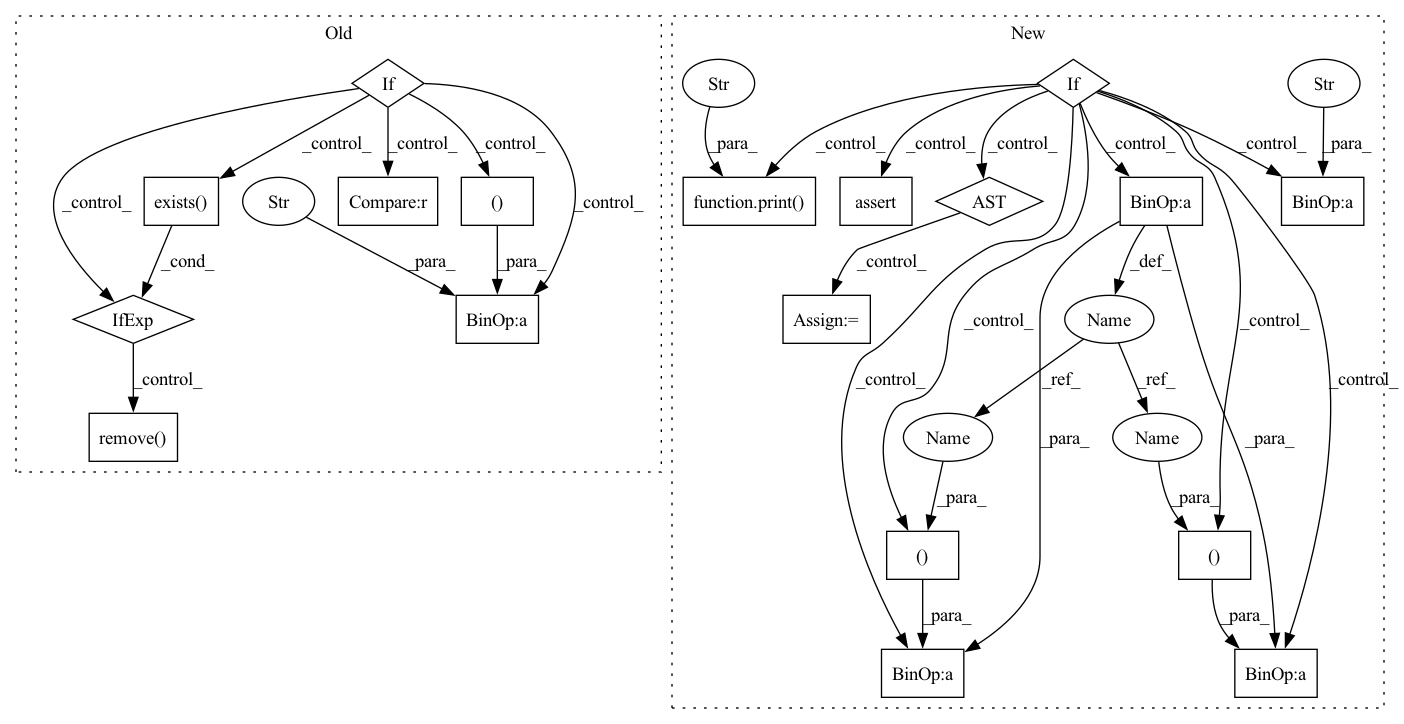 Old
New
If
Str
If
Str
_control_
_control_
_control_
_para_
_control_
_control_
_control_
_control_
_control_
_para_
_control_
exists()
Str
Compare:r
()
_control_
function.print()
assert
AST
BinOp:a
BinOp:a
_cond_
_para_
_para_
_control_
_def_
IfExp
BinOp:a
Assign:=
Name
_control_
_control_
_control_
_control_
_ref_
_ref_
_control_
remove()
Name
_para_
Name
_para_
_para_
_para_
()
()
_para_
_para_
BinOp:a
BinOp:a